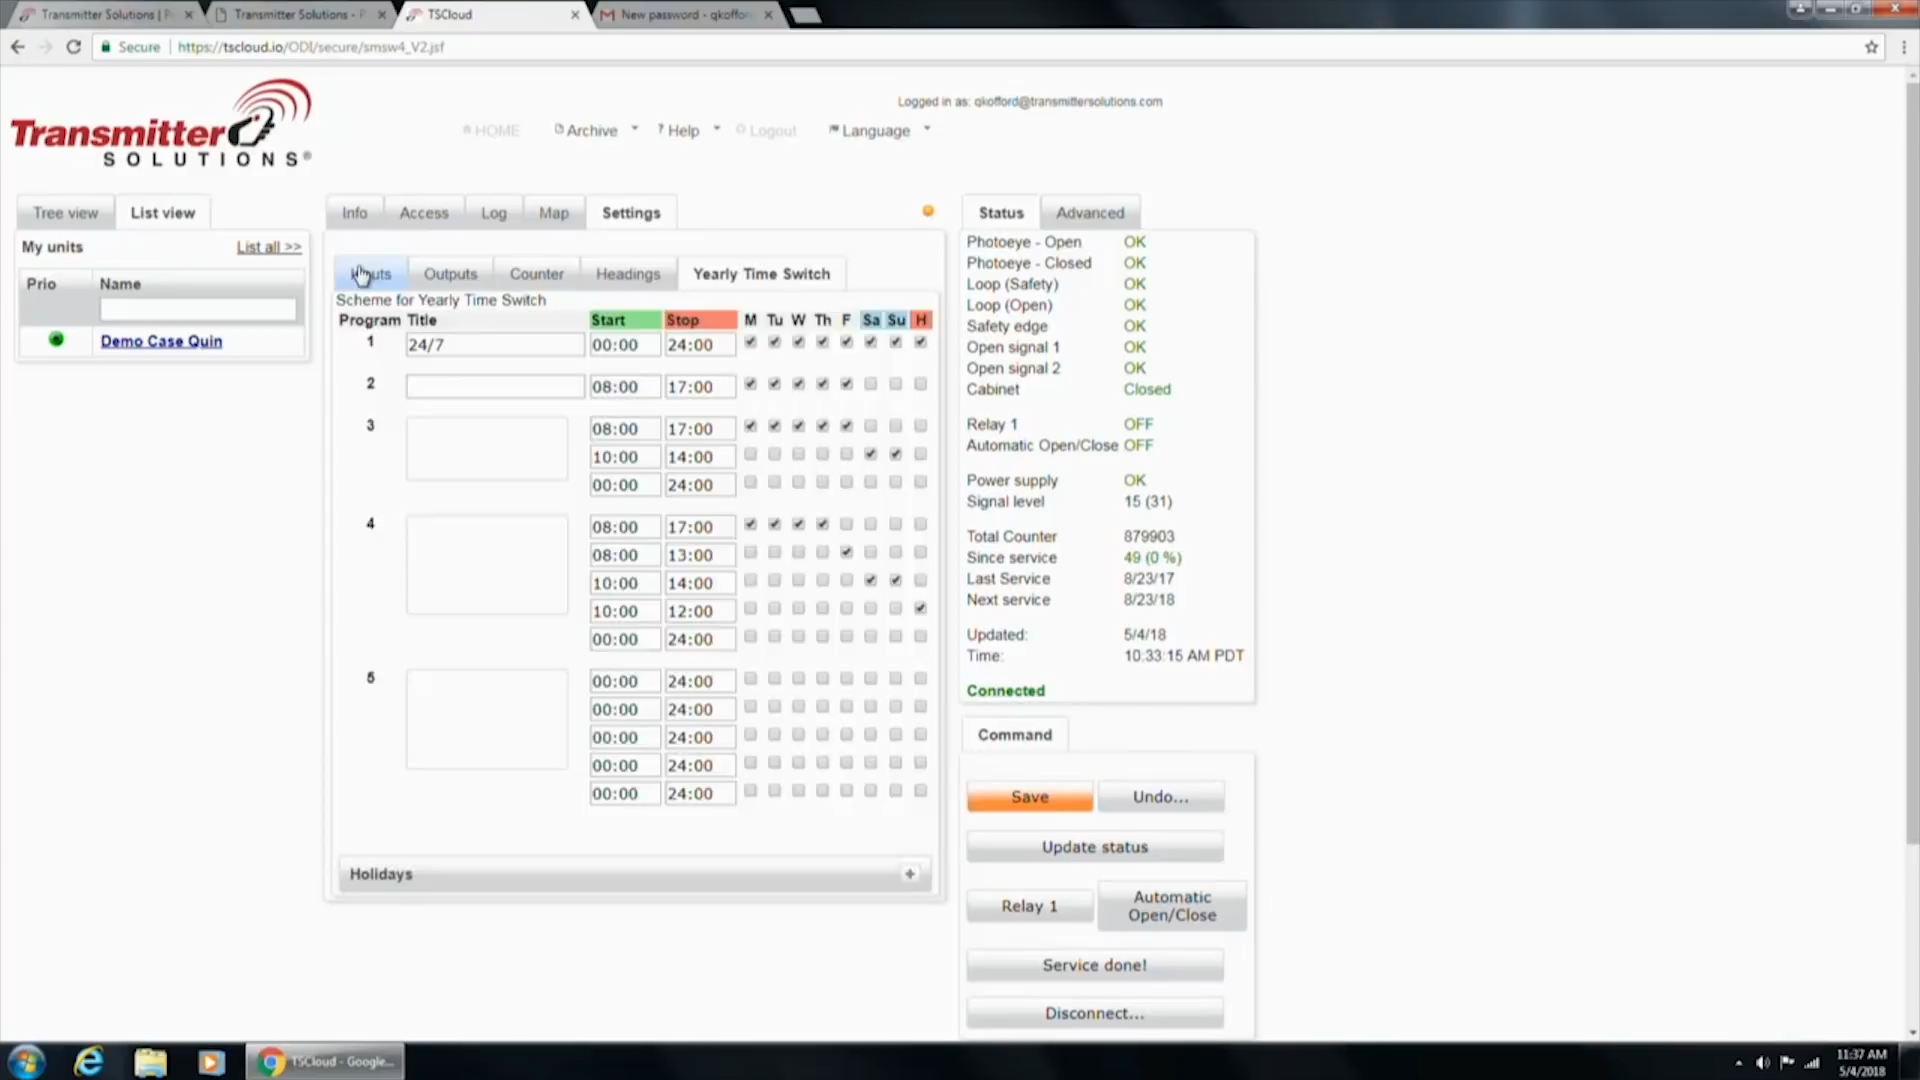 Transmitter Solutions | P
Transmitter Solutions - P
TSCloud
New password - qkoffor
Secure https://tscloud.io/ODI/secure/smsw4_V2.jsf
Transmitter
SOLUTIONS®
Logged in as: qkofford@transmittersolutions.com
HOME Archive ? Help Logout Language
Tree view List view
My units List all >>
Prio Name
Demo Case Quin
Info Access Log Map Settings
Outputs Counter Headings Yearly Time Switch
Scheme for Yearly Time Switch
Program Title Start Stop M Tu W Th F Sa Su H
1 24/7 00:00 24:00
2 08:00 17:00
3 08:00 17:00
10:00 14:00
00:00 24:00
4 08:00 17:00
08:00 13:00
10:00 14:00
10:00 12:00
00:00 24:00
5 00:00 24:00
00:00 24:00
00:00 24:00
00:00 24:00
00:00 24:00
Holidays +
Status Advanced
Photoeye - Open OK
Photoeye - Closed OK
Loop (Safety) OK
Loop (Open) OK
Safety edge OK
Open signal 1 OK
Open signal 2 OK
Cabinet Closed
Relay 1 OFF
Automatic Open/Close OFF
Power supply OK
Signal level 15 (31)
Total Counter 879903
Since service 49 (0 %)
Last Service 8/23/17
Next service 8/23/18
Updated: 5/4/18
Time: 10:33:15 AM PDT
Connected
Command
Save Undo...
Update status
Relay 1 Automatic
Open/Close
Service done!
Disconnect...
TSCloud - Google...
11:37 AM
5/4/2018